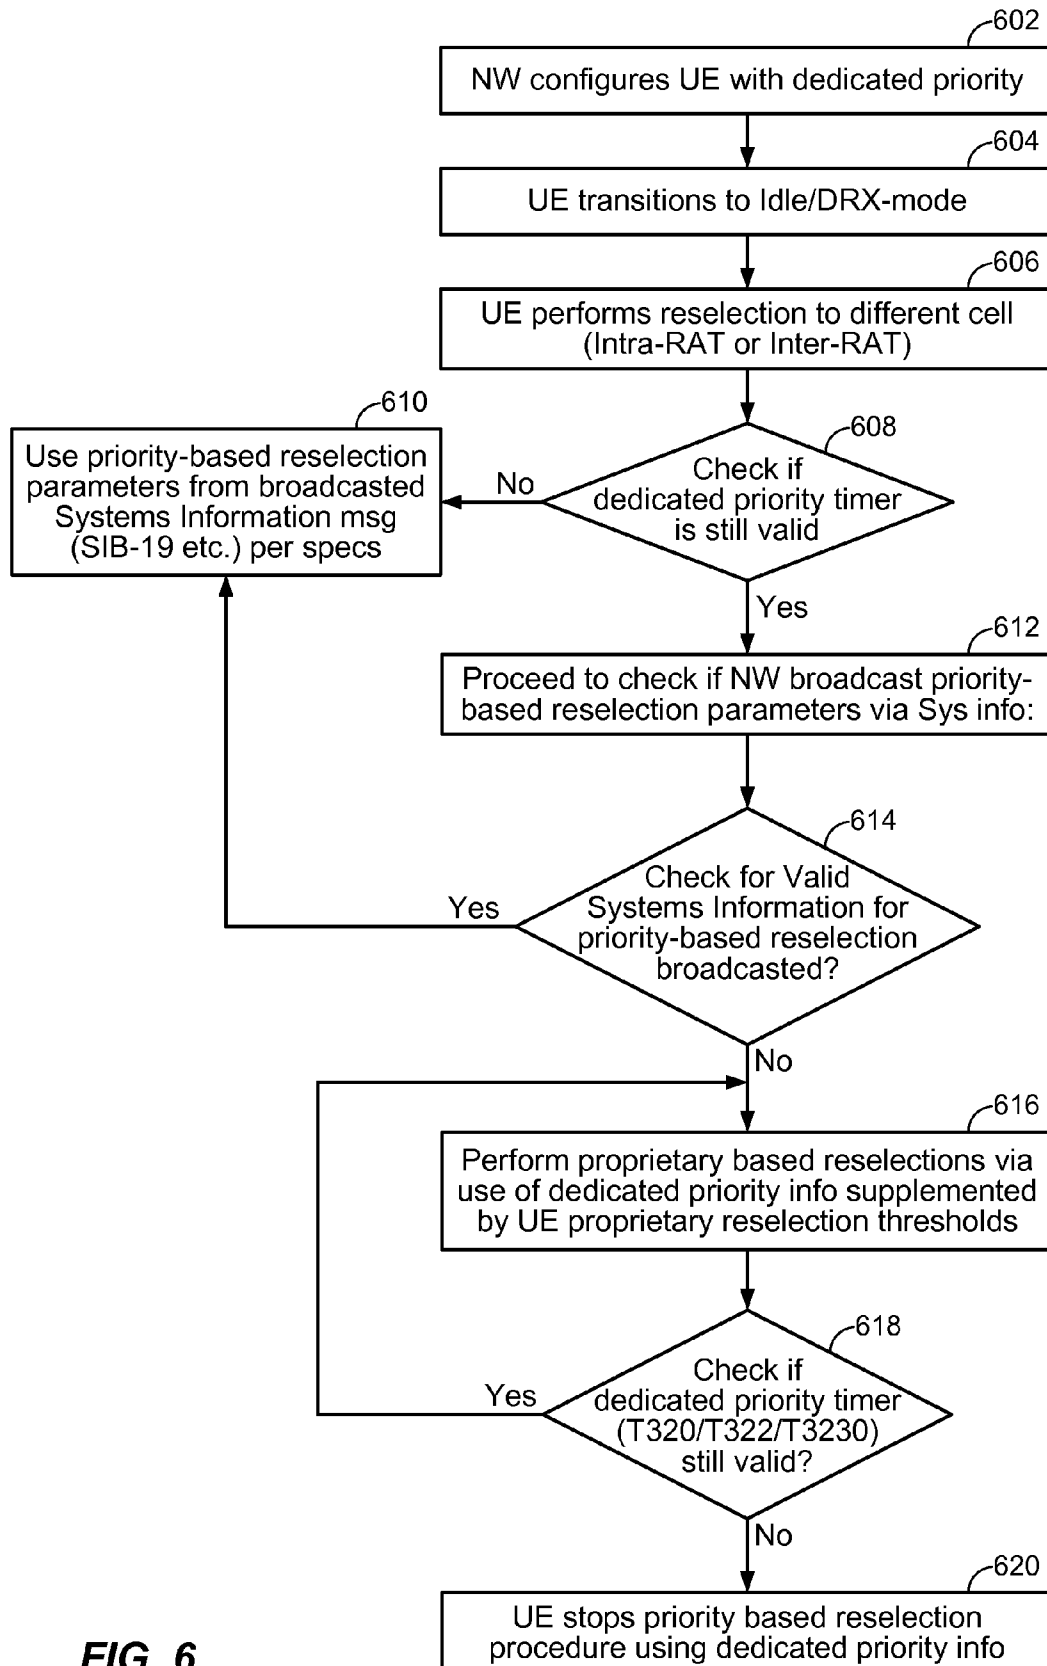 602
NW configures UE with dedicated priority
604
UE transitions to Idle/DRX-mode
606
UE performs reselection to different cell
(Intra-RAT or Inter-RAT)
608
Check if
dedicated priority timer
is still valid
No
610
Use priority-based reselection
parameters from broadcasted
Systems Information msg
(SIB-19 etc.) per specs
Yes
612
Proceed to check if NW broadcast priority-
based reselection parameters via Sys info:
614
Check for Valid
Systems Information for
priority-based reselection
broadcasted?
Yes
No
616
Perform proprietary based reselections via
use of dedicated priority info supplemented
by UE proprietary reselection thresholds
618
Check if
dedicated priority timer
(T320/T322/T3230)
still valid?
Yes
No
620
UE stops priority based reselection
procedure using dedicated priority info
FIG. 6